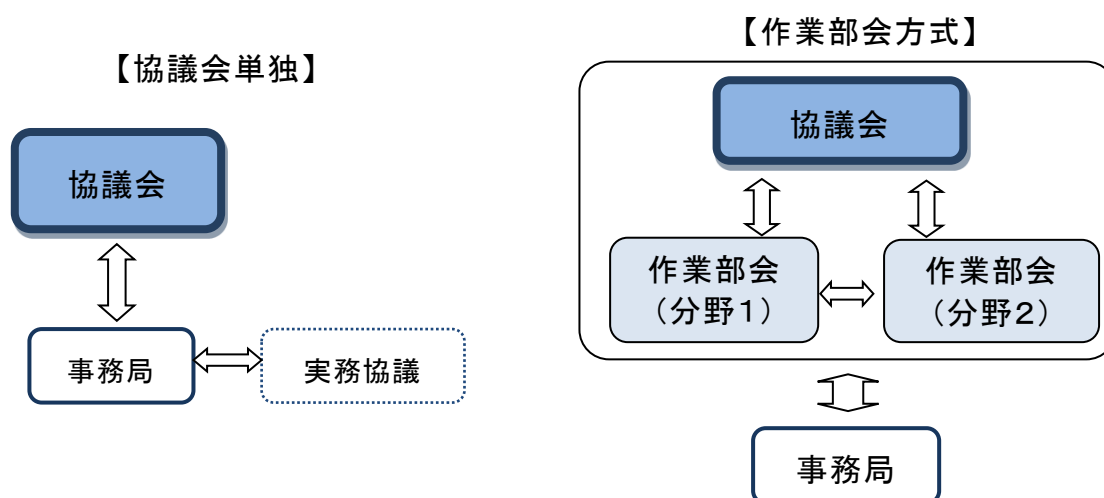 【協議会単独】
協議会
事務局
実務協議
【作業部会方式】
協議会
作業部会
（分野１）
作業部会
（分野２）
事務局